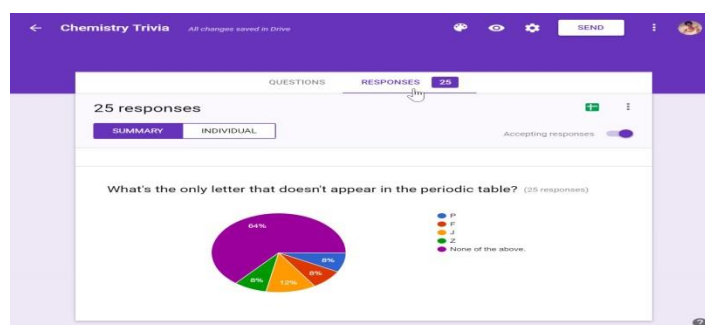 Chemistry Trivia All changes saved in Drive SEND
QUESTIONS RESPONSES 25
25 responses
SUMMARY INDIVIDUAL Accepting responses
What's the only letter that doesn't appear in the periodic table? (25 responses)
P
F
J
Z
None of the above.
64%
8%
8%
12%
8%